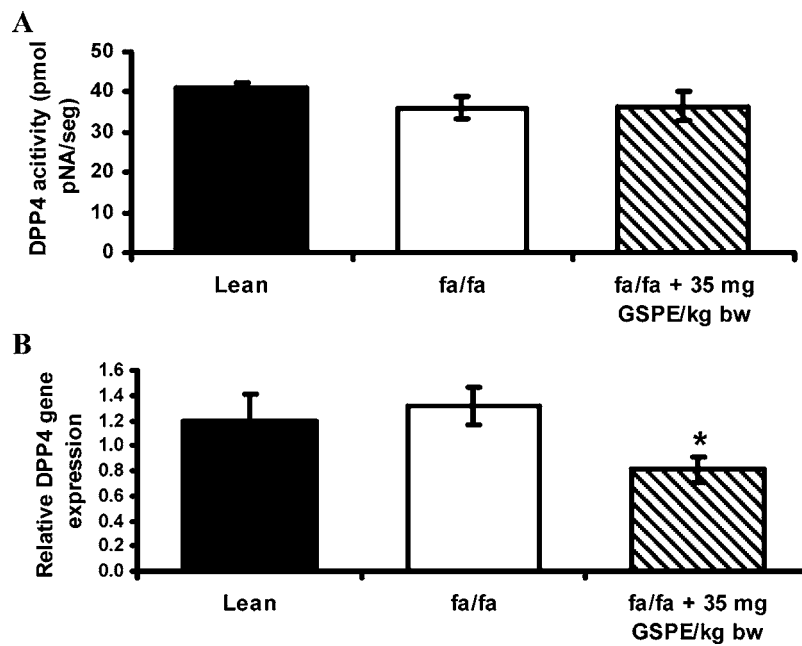 A
DPP4 acitivity (pmol
pNA/seg)
50
40
30
20
10
0
Lean
fa/fa
fa/fa + 35 mg
GSPE/kg bw
B
Relative DPP4 gene
expression
1.6
1.4
1.2
1.0
0.8
0.6
0.4
0.2
0.0
*
Lean
fa/fa
fa/fa + 35 mg
GSPE/kg bw